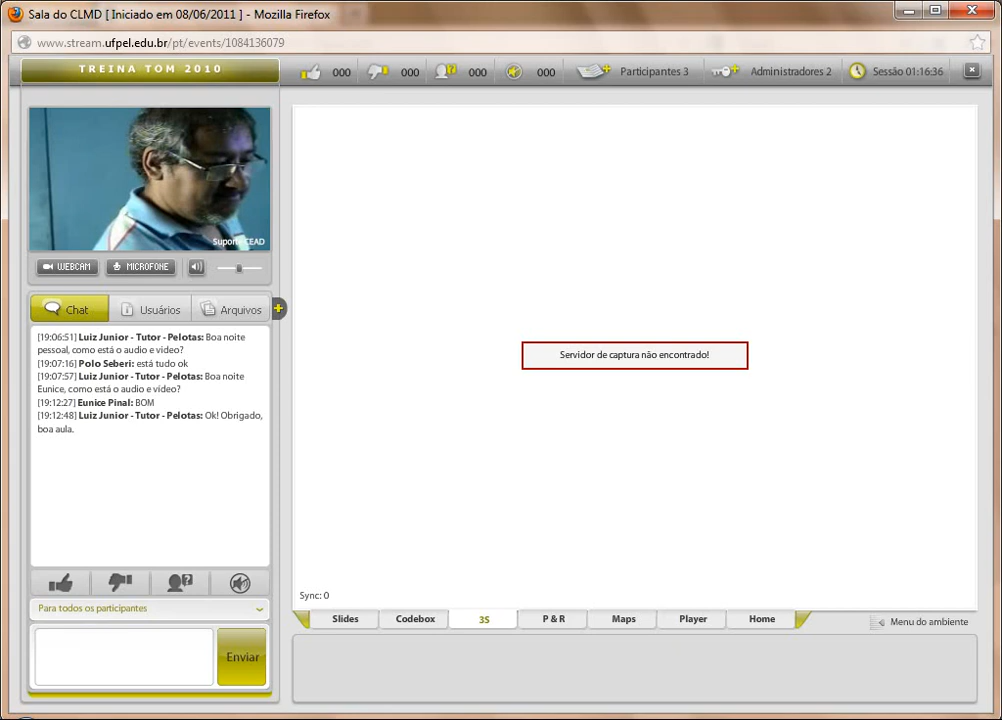 Sala do CLMD [ Iniciado em 08/06/2011 ] - Mozilla Firefox
www.stream.ufpel.edu.br/pt/events/1084136079
TREINA TOM 2010
000
000
000
000
Participantes 3
Administradores 2
Sessão 01:16:36
Suporte CEAD
WEBCAM
MICROFONE
Chat
Usuários
Arquivos
[19:06:51] Luiz Junior - Tutor - Pelotas: Boa noite
pessoal, como está o audio e video?
[19:07:16] Polo Seberi: está tudo ok
[19:07:57] Luiz Junior - Tutor - Pelotas: Boa noite
Eunice, como está o audio e vídeo?
[19:12:27] Eunice Pinal: BOM
[19:12:48] Luiz Junior - Tutor - Pelotas: Ok! Obrigado,
boa aula.
Para todos os participantes
Enviar
Servidor de captura não encontrado!
Sync: 0
Slides
Codebox
3S
P & R
Maps
Player
Home
Menu do ambiente